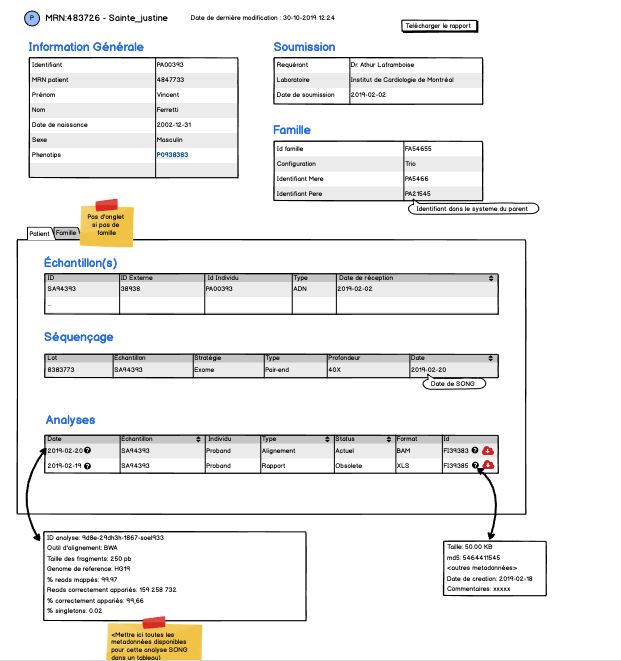 P MRN:483726 - Sainte_justine Date de dernière modification : 30-10-2019 12:24
Telécharger le rapport
Information Générale
Identifiant PA00393
MRN patient 4847733
Prénom Vincent
Nom Ferretti
Date de naissance 2002-12-31
Sexe Masculin
Phenotips P0938383
Soumission
Requérant Dr. Athur Laframboise
Laboratoire Institut de Cardiologie de Montréal
Date de soumission 2019-02-02
Famille
Id famille FA54655
Configuration Trio
Identifiant Mere PA5466
Identifiant Pere PA21545
Identifiant dans le systeme du parent
Pas d'onglet
si pas de
famille
Patient Famille
Échantillon(s)
ID ID Externe Id Individu Type Date de réception
SA94393 38938 PA00393 ADN 2019-02-02
...
Séquençage
Lot Echantillon Stratégie Type Profondeur Date
8383773 SA94393 Exome Pair-end 40X 2019-02-20
Date de SONG
Analyses
Date Echantillon Individu Type Status Format Id
2019-02-20 ? SA94393 Proband Alignement Actuel BAM FI39383 ?
2019-02-19 ? SA94393 Proband Rapport Obsolete XLS FI39385 ?
ID analyse: 9d8e-29dh3h-1867-soel933
Outil d'alignement: BWA
Taille des fragments: 250 pb
Genome de reference: HG19
% reads mappés: 99.97
Reads correctement appariés: 159 258 732
% correctement appariés: 99,66
% singletons: 0.02
Taille: 50.00 KB
md5: 5464411545
<autres metadonnées>
Date de creation: 2019-02-18
Commentaires: xxxxx
<Mettre ici toutes les
metadonnées disponibles
pour cette analyse SONG
dans un tableau)